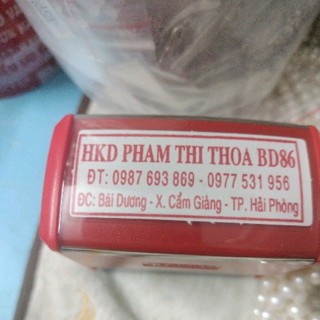 HKD PHAM THI THOA BD86
ĐT: 0987 693 869 - 0977 531 956
ĐC: Bái Dương - X. Cẩm Giảng - TP. Hải Phòng